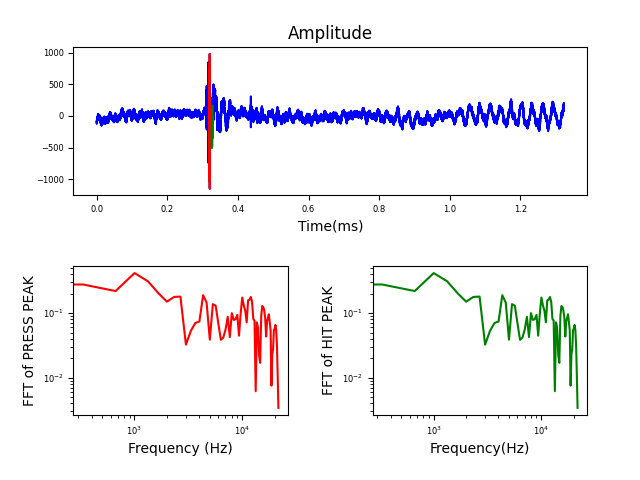 Amplitude
1000
500
0
−500
−1000
0.0 0.2 0.4 0.6 0.8 1.0 1.2
Time(ms)
FFT of PRESS PEAK
10⁻¹
10⁻²
10³ 10⁴
Frequency (Hz)
FFT of HIT PEAK
10⁻¹
10⁻²
10³ 10⁴
Frequency(Hz)